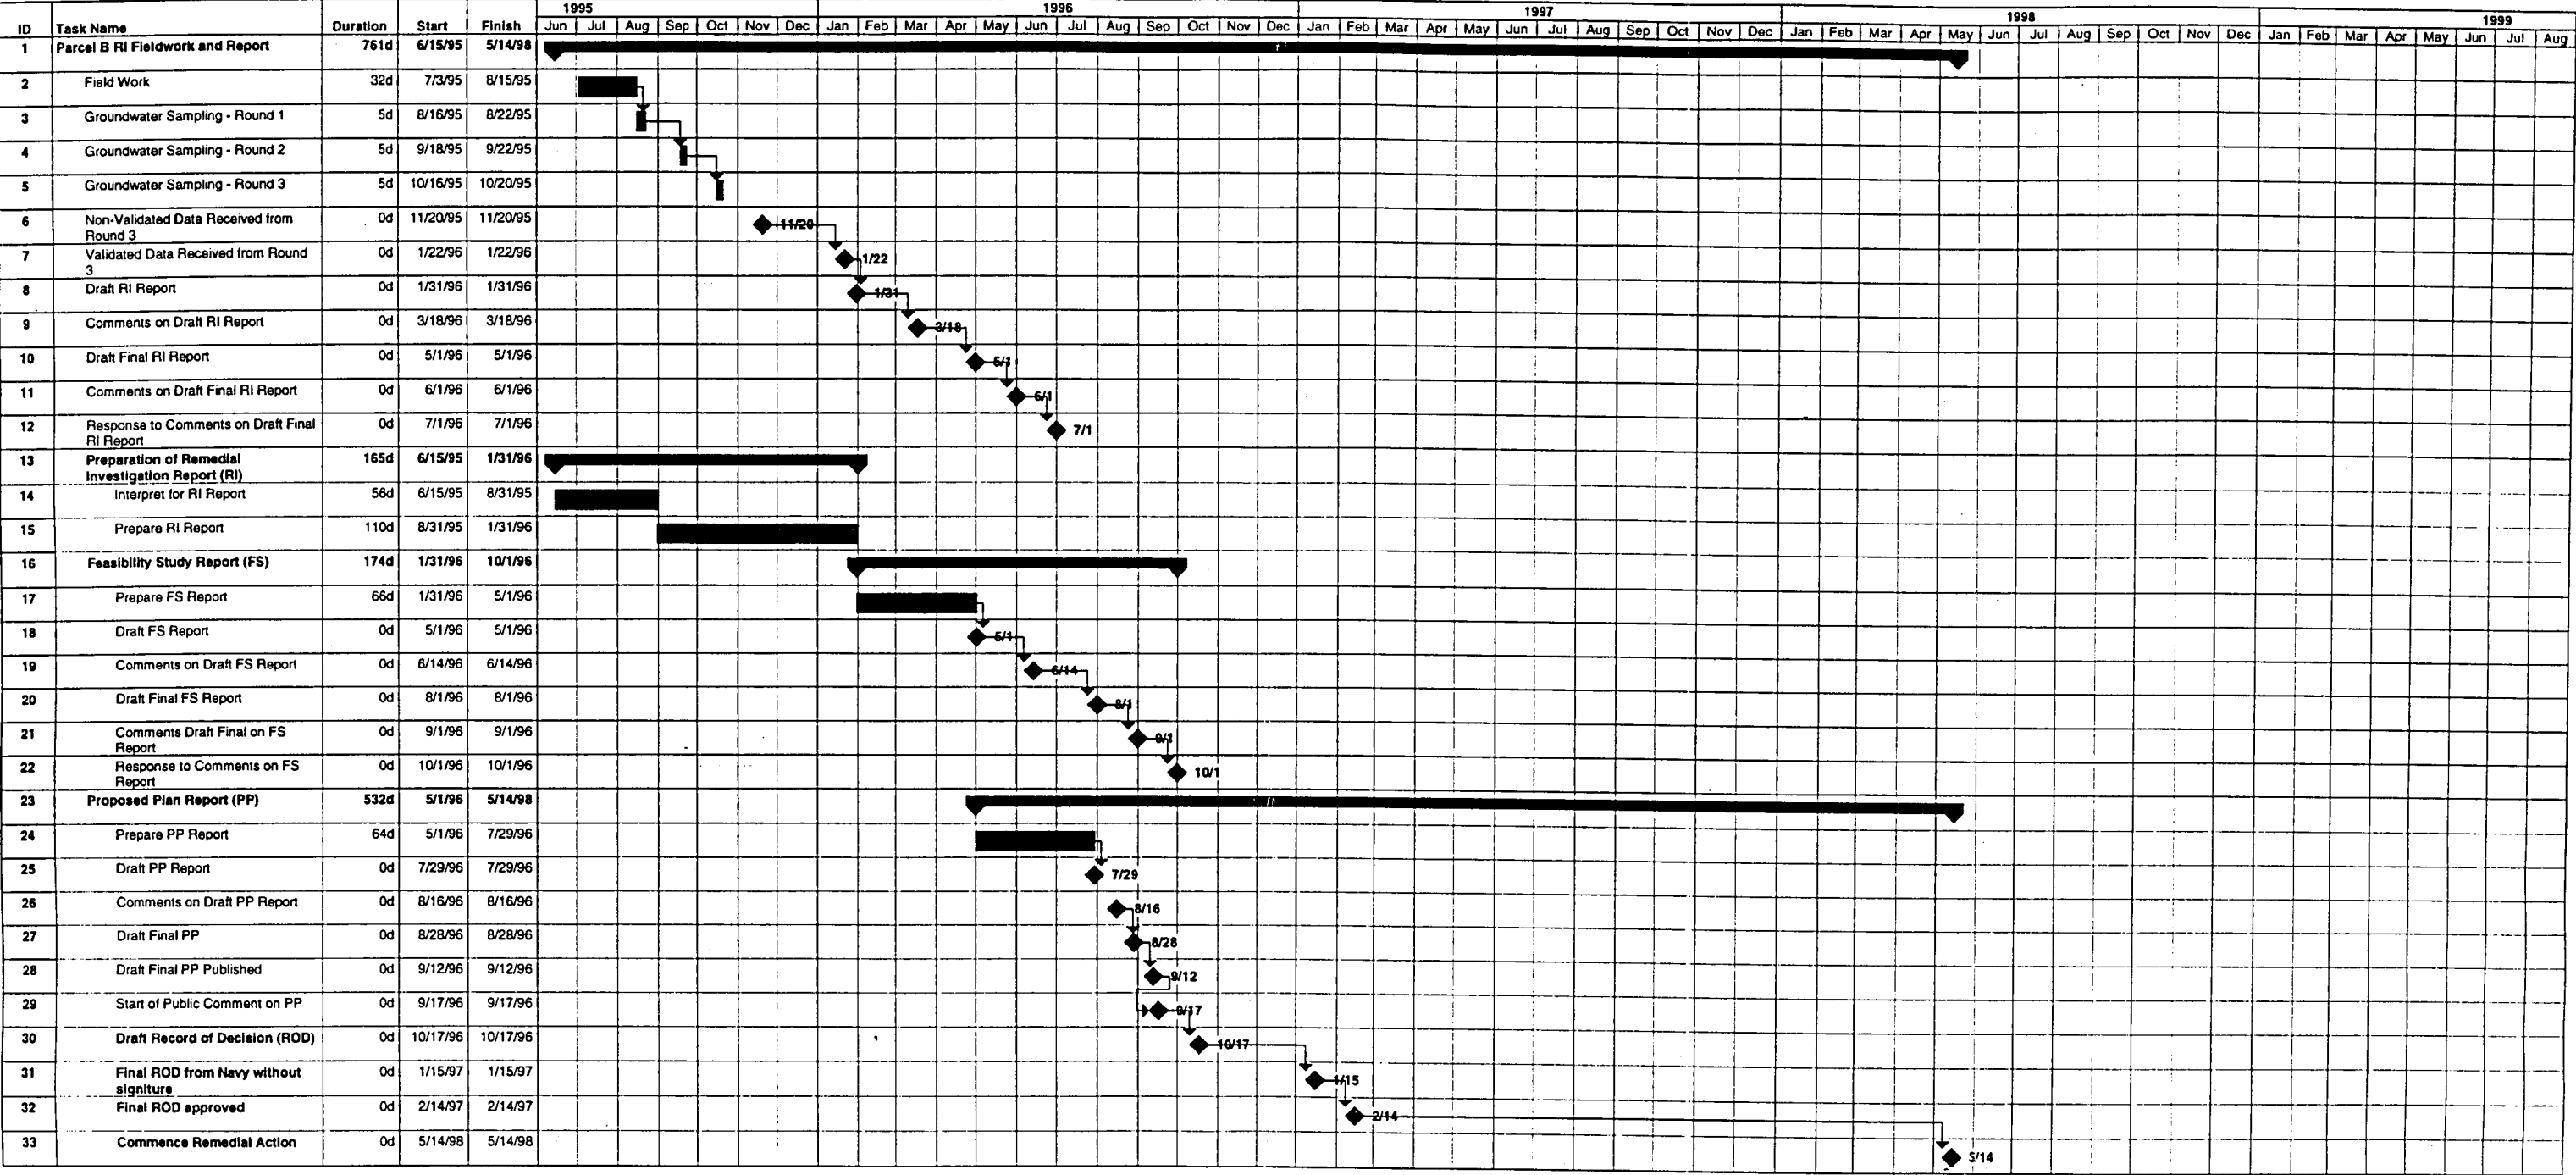 1995 1996 1997 1998 1999
ID Task Name Duration Start Finish Jun Jul Aug Sep Oct Nov Dec Jan Feb Mar Apr May Jun Jul Aug Sep Oct Nov Dec Jan Feb Mar Apr May Jun Jul Aug Sep Oct Nov Dec Jan Feb Mar Apr May Jun Jul Aug Sep Oct Nov Dec Jan Feb Mar Apr May Jun Jul Aug
1 Parcel B RI Fieldwork and Report 761d 6/15/95 5/14/98
2 Field Work 32d 7/3/95 8/15/95
3 Groundwater Sampling - Round 1 5d 8/16/95 8/22/95
4 Groundwater Sampling - Round 2 5d 9/18/95 9/22/95
5 Groundwater Sampling - Round 3 5d 10/16/95 10/20/95
6 Non-Validated Data Received from 0d 11/20/95 11/20/95 11/20
Round 3
7 Validated Data Received from Round 0d 1/22/96 1/22/96 1/22
3
8 Draft RI Report 0d 1/31/96 1/31/96 1/31
9 Comments on Draft RI Report 0d 3/18/96 3/18/96 3/18
10 Draft Final RI Report 0d 5/1/96 5/1/96 5/1
11 Comments on Draft Final RI Report 0d 6/1/96 6/1/96 6/1
12 Response to Comments on Draft Final 0d 7/1/96 7/1/96 7/1
RI Report
13 Preparation of Remedial 165d 6/15/95 1/31/96
Investigation Report (RI)
14 Interpret for RI Report 56d 6/15/95 8/31/95
15 Prepare RI Report 110d 8/31/95 1/31/96
16 Feasibility Study Report (FS) 174d 1/31/96 10/1/96
17 Prepare FS Report 66d 1/31/96 5/1/96
18 Draft FS Report 0d 5/1/96 5/1/96 5/1
19 Comments on Draft FS Report 0d 6/14/96 6/14/96 6/14
20 Draft Final FS Report 0d 8/1/96 8/1/96 8/1
21 Comments Draft Final on FS 0d 9/1/96 9/1/96 9/1
Report
22 Response to Comments on FS 0d 10/1/96 10/1/96 10/1
Report
23 Proposed Plan Report (PP) 532d 5/1/96 5/14/98
24 Prepare PP Report 64d 5/1/96 7/29/96
25 Draft PP Report 0d 7/29/96 7/29/96 7/29
26 Comments on Draft PP Report 0d 8/16/96 8/16/96 8/16
27 Draft Final PP 0d 8/28/96 8/28/96 8/28
28 Draft Final PP Published 0d 9/12/96 9/12/96 9/12
29 Start of Public Comment on PP 0d 9/17/96 9/17/96 9/17
30 Draft Record of Decision (ROD) 0d 10/17/96 10/17/96 10/17
31 Final ROD from Navy without 0d 1/15/97 1/15/97 1/15
signiture
32 Final ROD approved 0d 2/14/97 2/14/97 2/14
33 Commence Remedial Action 0d 5/14/98 5/14/98 5/14